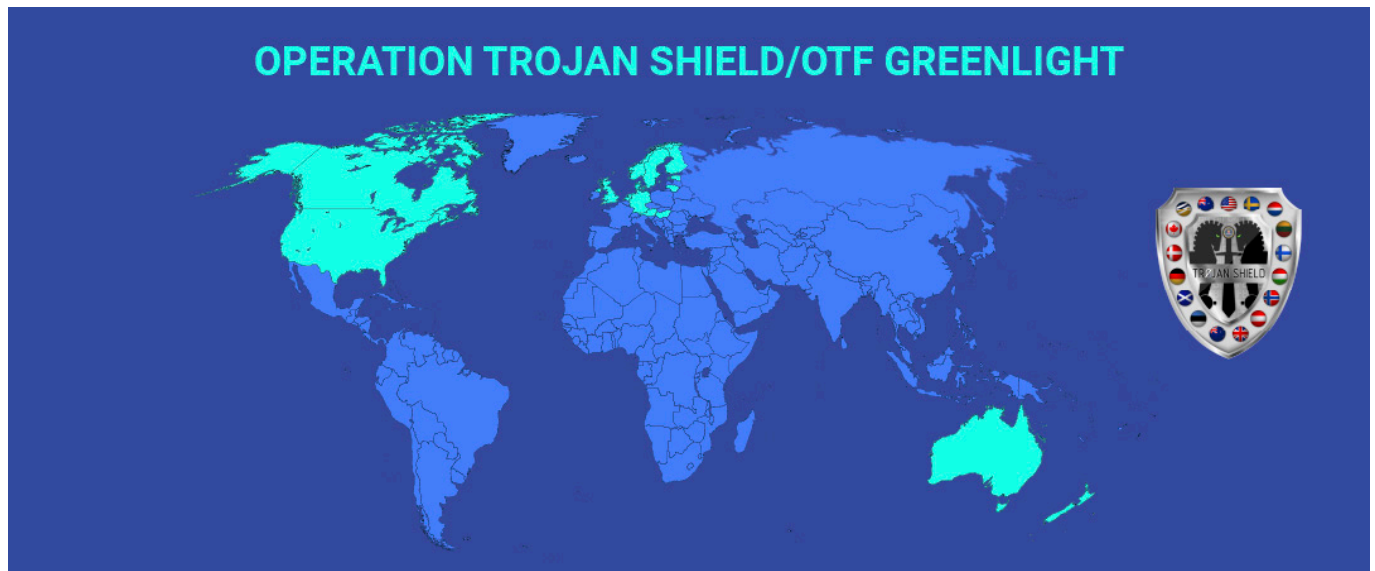 OPERATION TROJAN SHIELD/OTF GREENLIGHT
TROJAN SHIELD